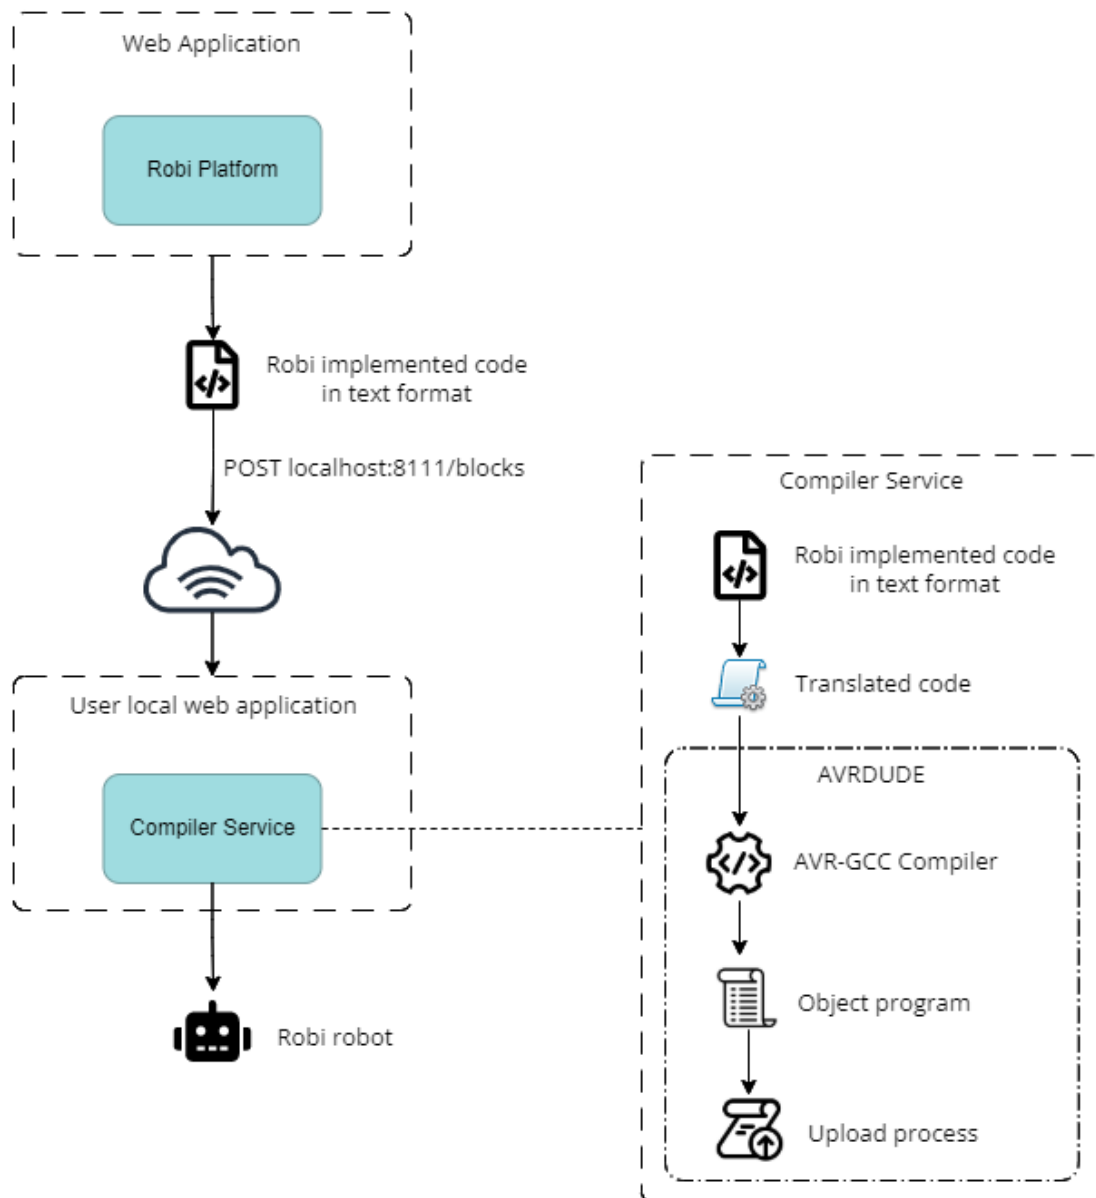 Web Application
Robi Platform
Robi implemented code
in text format
POST localhost:8111/blocks
User local web application
Compiler Service
Robi robot
Compiler Service
Robi implemented code
in text format
Translated code
AVRDUDE
AVR-GCC Compiler
Object program
Upload process